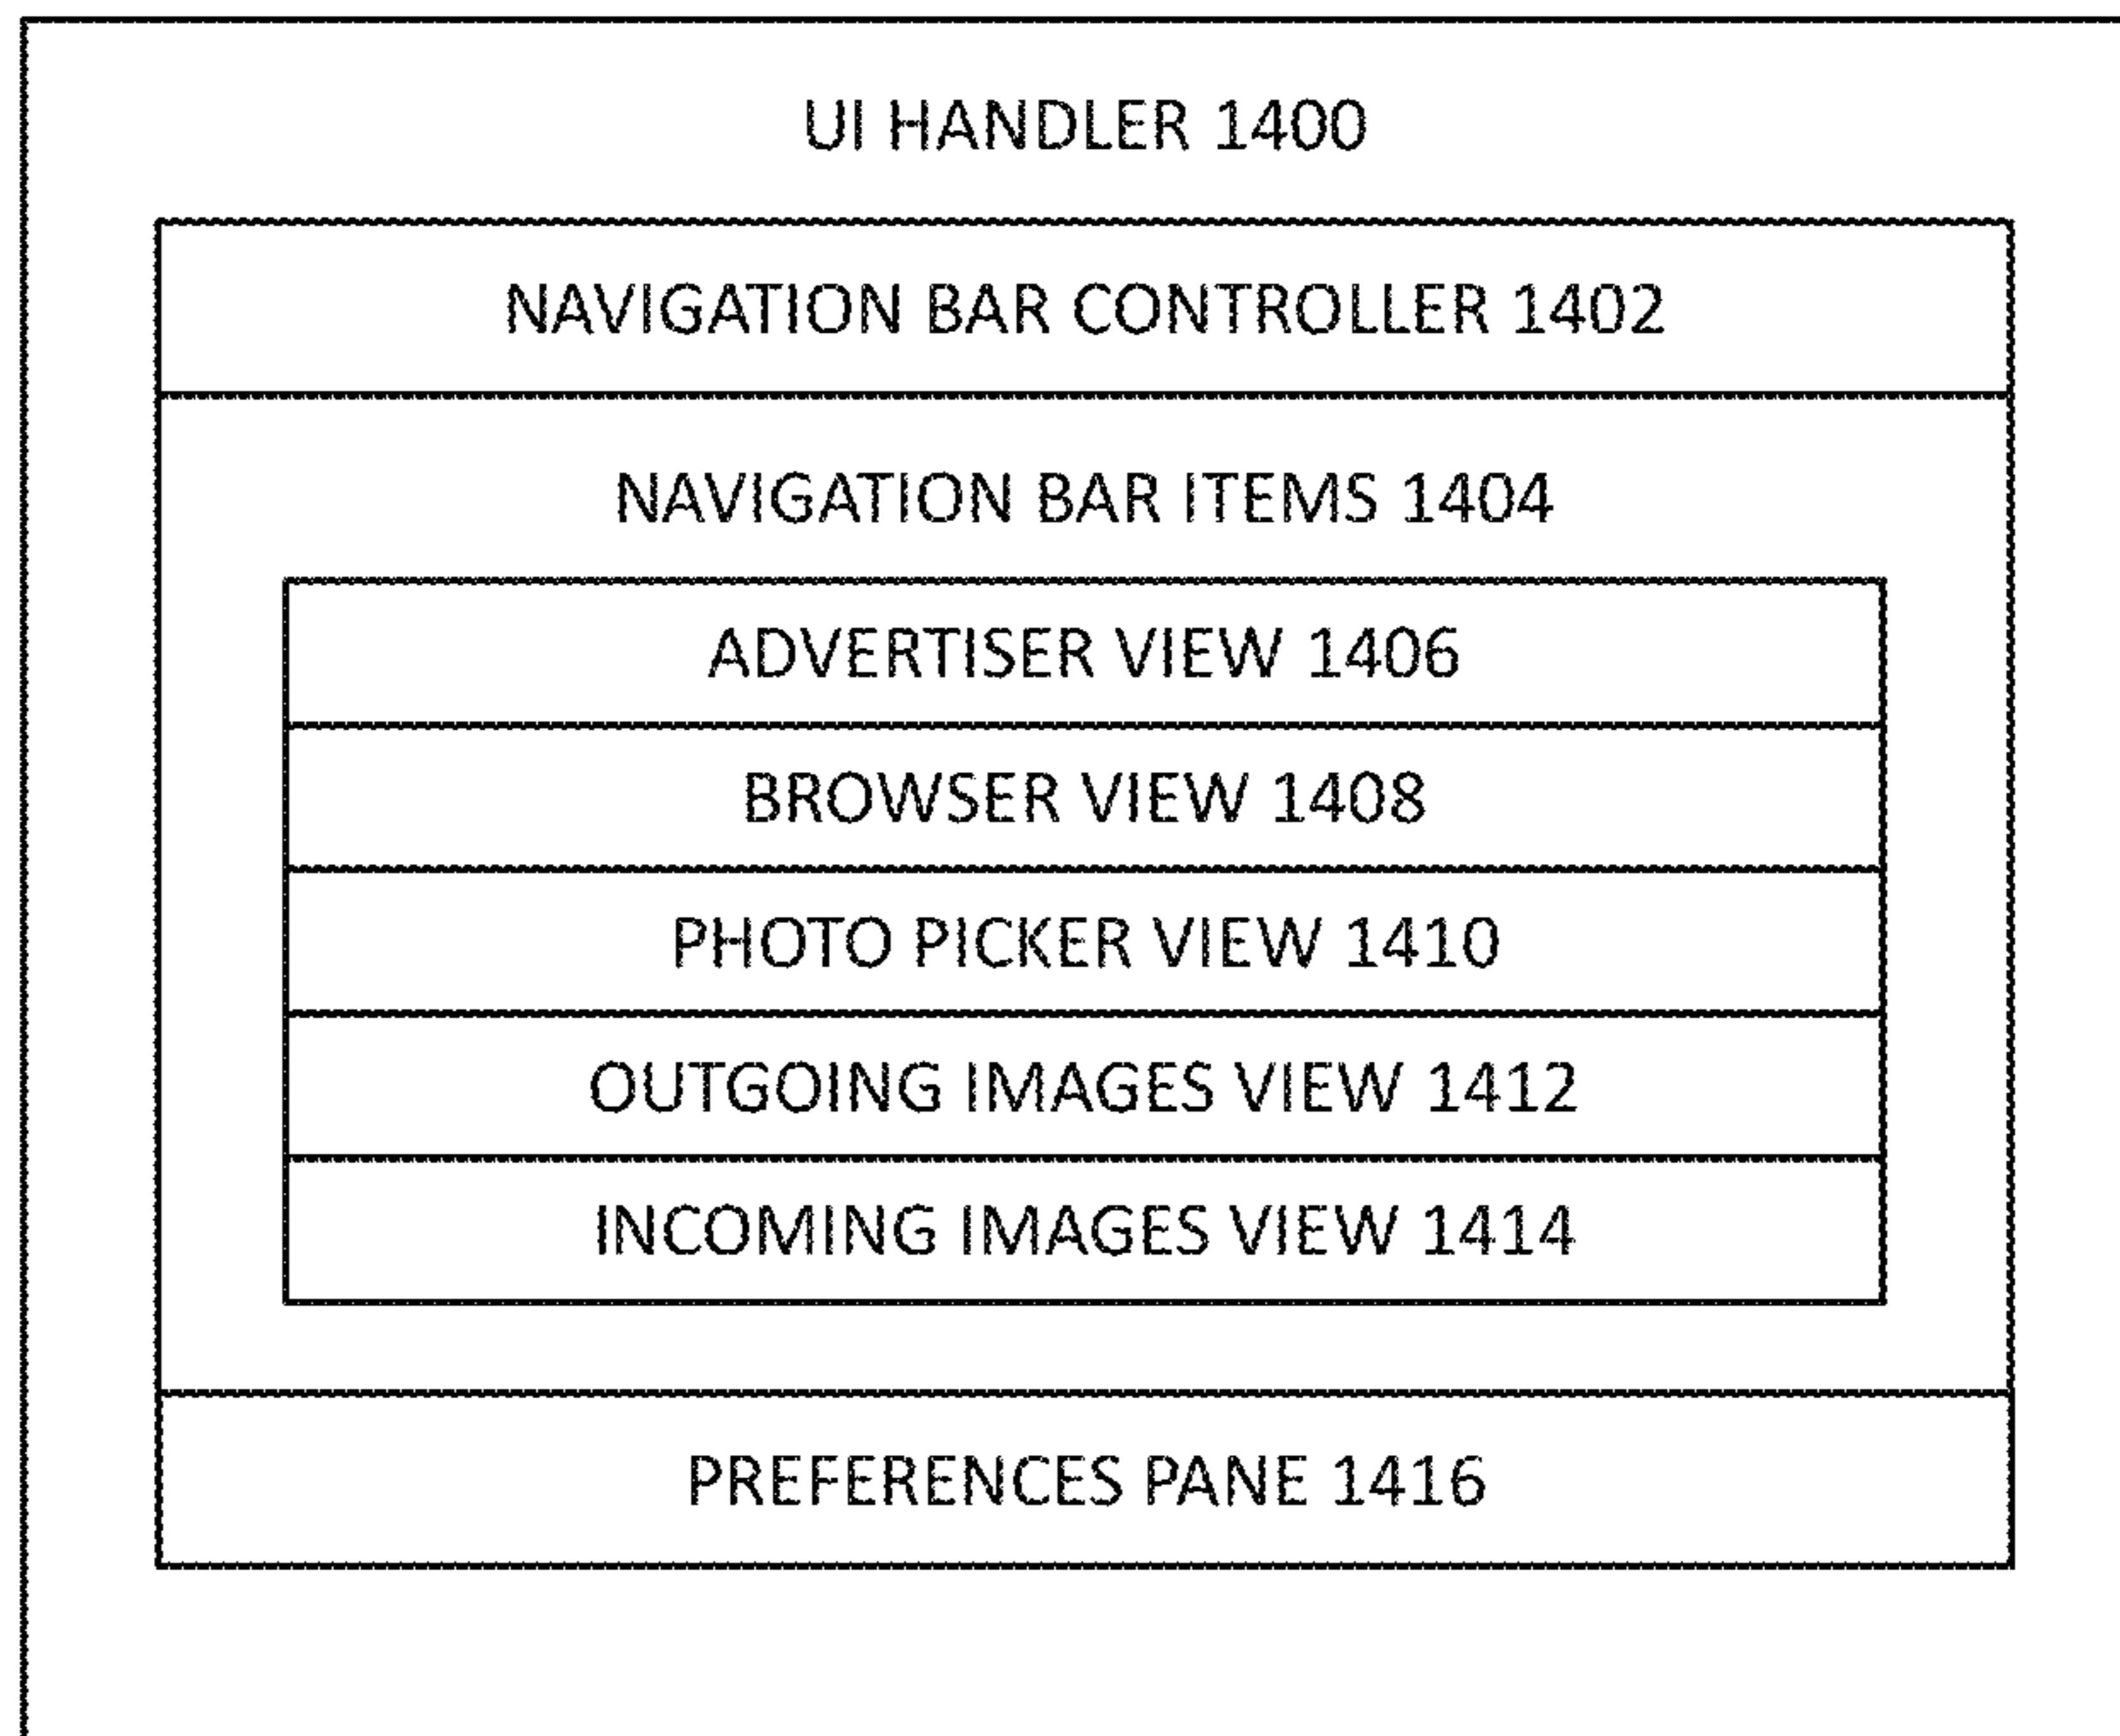 UI HANDLER 1400
NAVIGATION BAR CONTROLLER 1402
NAVIGATION BAR ITEMS 1404
ADVERTISER VIEW 1406
BROWSER VIEW 1408
PHOTO PICKER VIEW 1410
OUTGOING IMAGES VIEW 1412
INCOMING IMAGES VIEW 1414
PREFERENCES PANE 1416